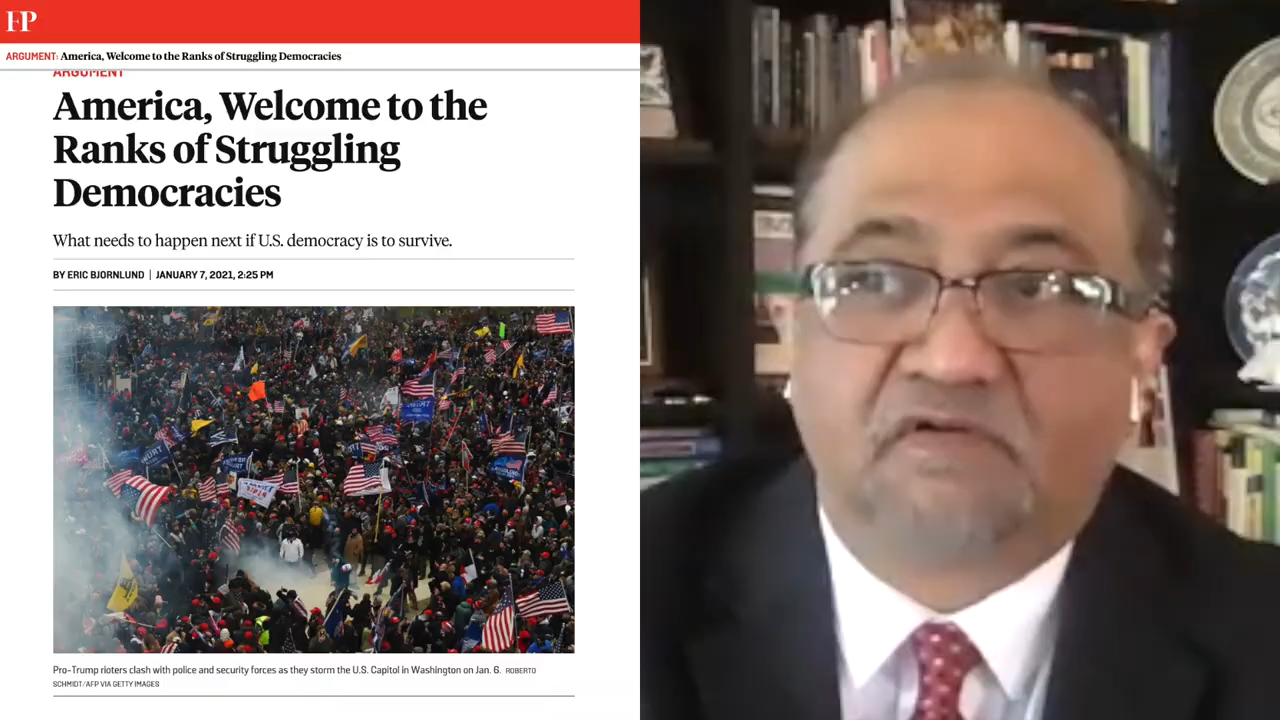 FP
ARGUMENT: America, Welcome to the Ranks of Struggling Democracies
ARGUMENT
America, Welcome to the
Ranks of Struggling
Democracies
What needs to happen next if U.S. democracy is to survive.
BY ERIC BJORNLUND | JANUARY 7, 2021, 2:25 PM
Pro-Trump rioters clash with police and security forces as they storm the U.S. Capitol in Washington on Jan. 6. ROBERTO
SCHMIDT/AFP VIA GETTY IMAGES